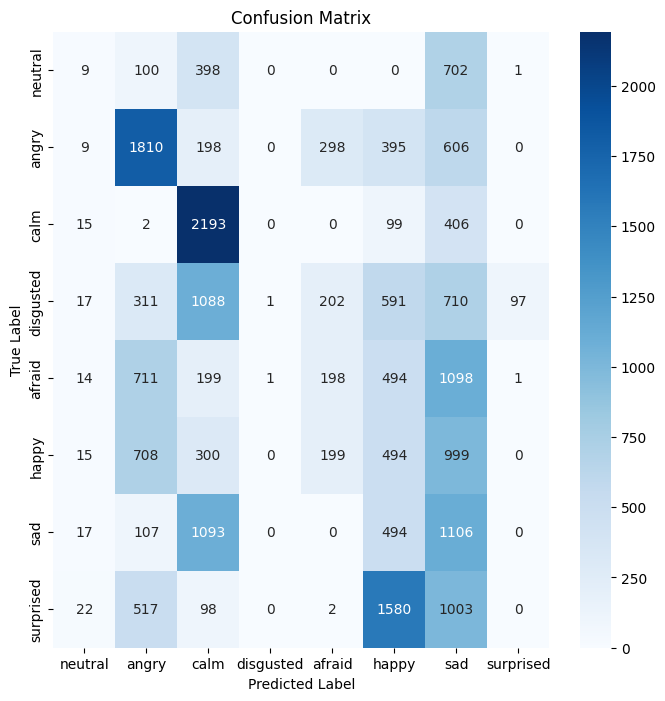 Confusion Matrix
True Label
neutral 9 100 398 0 0 0 702 1
angry 9 1810 198 0 298 395 606 0
calm 15 2 2193 0 0 99 406 0
disgusted 17 311 1088 1 202 591 710 97
afraid 14 711 199 1 198 494 1098 1
happy 15 708 300 0 199 494 999 0
sad 17 107 1093 0 0 494 1106 0
surprised 22 517 98 0 2 1580 1003 0
neutral angry calm disgusted afraid happy sad surprised
Predicted Label
2000
1750
1500
1250
1000
750
500
250
0